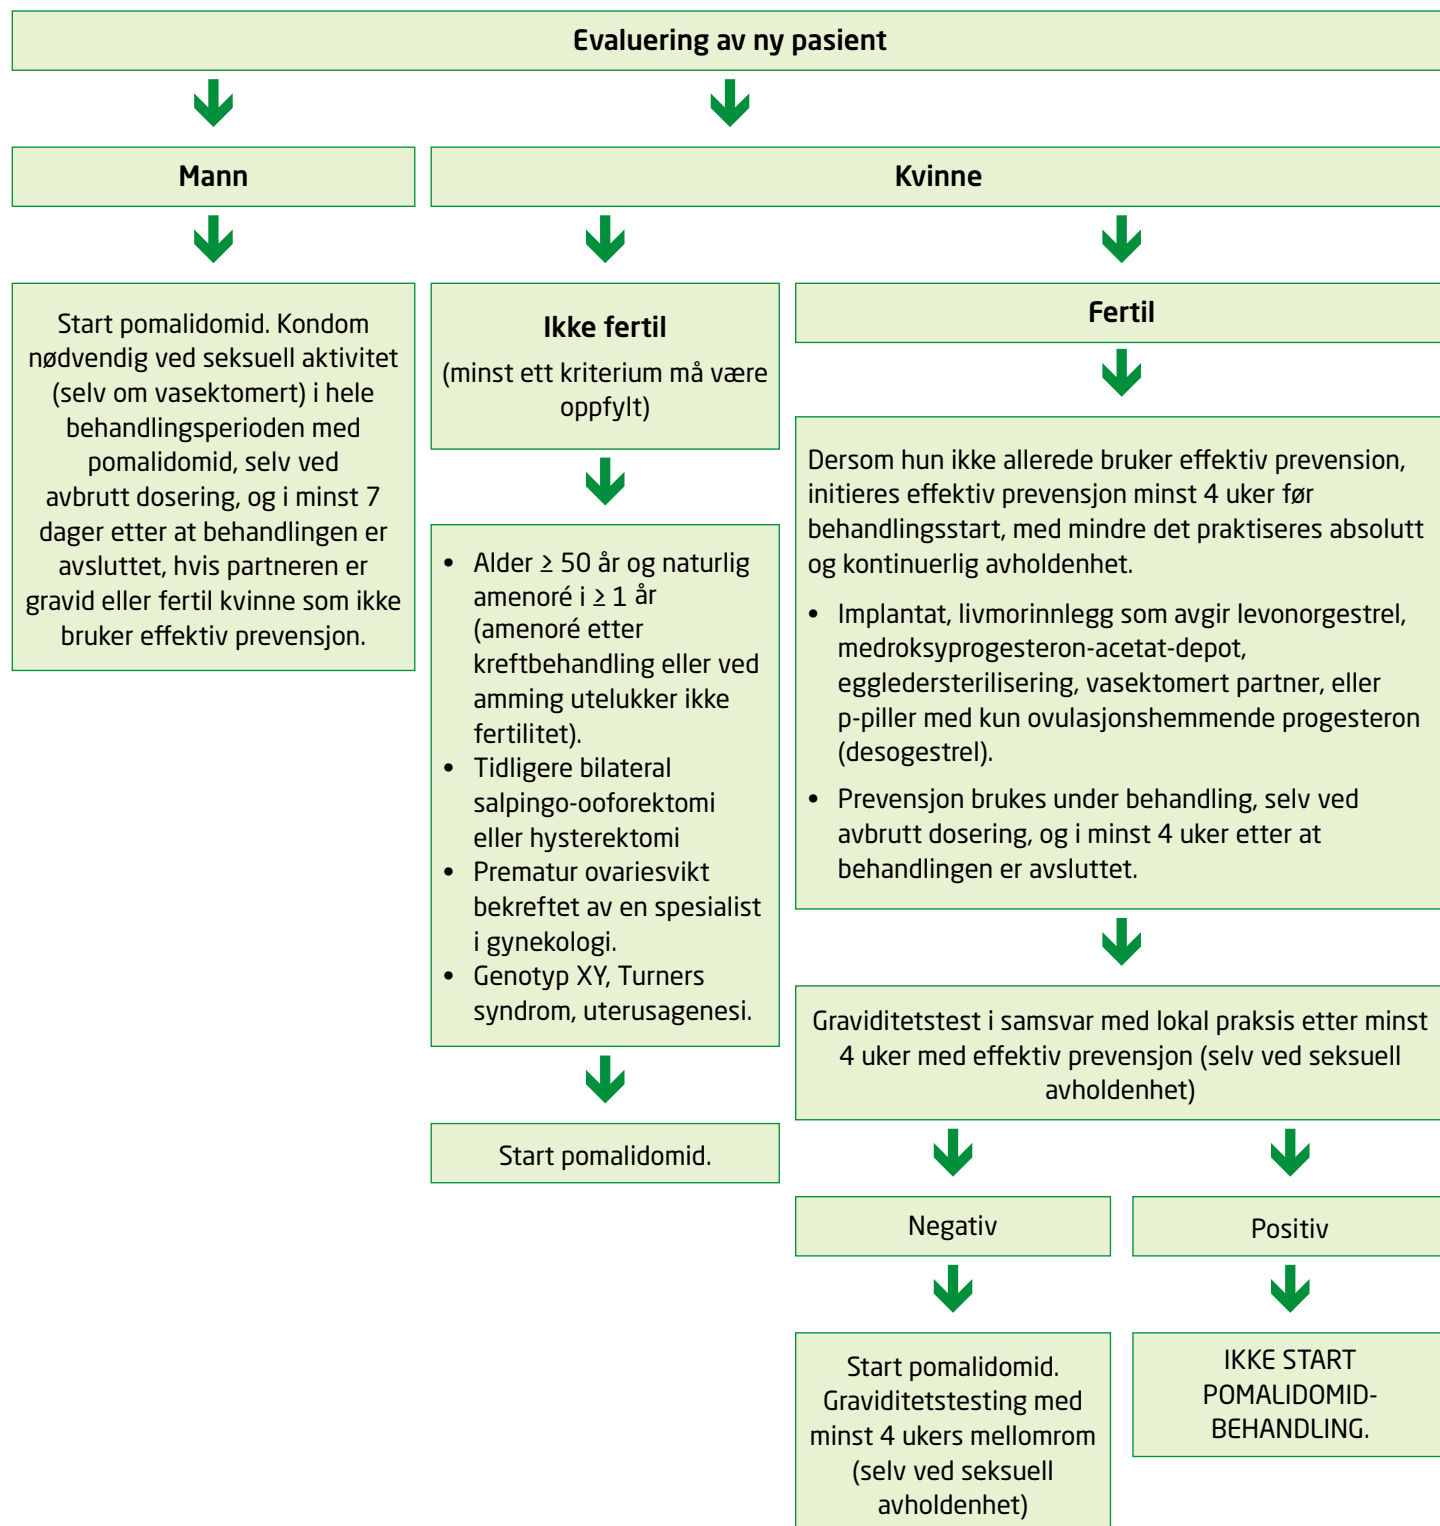 Evaluering av ny pasient
Mann
Kvinne
Start pomalidomid. Kondom
nødvendig ved seksuell aktivitet
(selv om vasektomert) i hele
behandlingsperioden med
pomalidomid, selv ved
avbrutt dosering, og i minst 7
dager etter at behandlingen er
avsluttet, hvis partneren er
gravid eller fertil kvinne som ikke
bruker effektiv prevensjon.
Ikke fertil
(minst ett kriterium må være
oppfylt)
• Alder ≥ 50 år og naturlig
amenoré i ≥ 1 år
(amenoré etter
kreftbehandling eller ved
amming utelukker ikke
fertilitet).
• Tidligere bilateral
salpingo-ooforektomi
eller hysterektomi
• Prematur ovariesvikt
bekreftet av en spesialist
i gynekologi.
• Genotyp XY, Turners
syndrom, uterusagenesi.
Start pomalidomid.
Fertil
Dersom hun ikke allerede bruker effektiv prevension,
initieres effektiv prevensjon minst 4 uker før
behandlingsstart, med mindre det praktiseres absolutt
og kontinuerlig avholdenhet.
• Implantat, livmorinnlegg som avgir levonorgestrel,
medroksyprogesteron-acetat-depot,
eggledersterilisering, vasektomert partner, eller
p-piller med kun ovulasjonshemmende progesteron
(desogestrel).
• Prevensjon brukes under behandling, selv ved
avbrutt dosering, og i minst 4 uker etter at
behandlingen er avsluttet.
Graviditetstest i samsvar med lokal praksis etter minst
4 uker med effektiv prevensjon (selv ved seksuell
avholdenhet)
Negativ
Positiv
Start pomalidomid.
Graviditetstesting med
minst 4 ukers mellomrom
(selv ved seksuell
avholdenhet)
IKKE START
POMALIDOMID-
BEHANDLING.